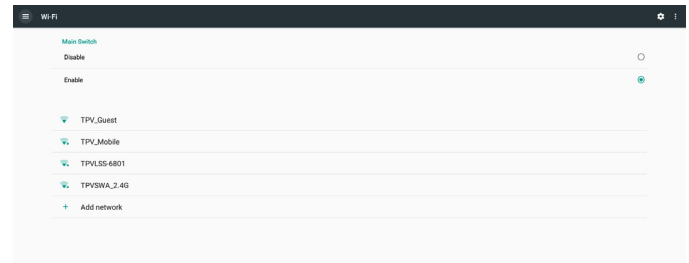 Wi-Fi
Main Switch
Disable
Enable
TPV_Guest
TPV_Mobile
TPVLSS-6801
TPVSWA_2.4G
+ Add network